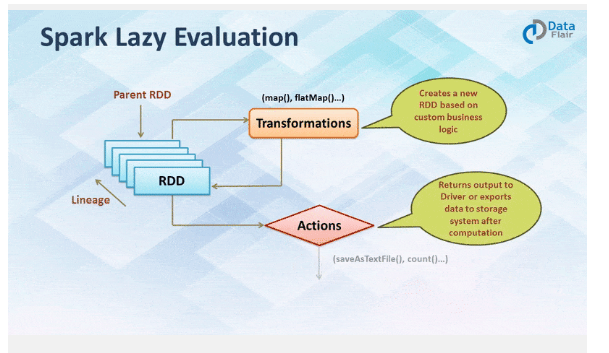 Spark Lazy Evaluation
Data
Flair
Parent RDD
(map(), flatMap()...)
Transformations
Creates a new
RDD based on
custom business
logic
RDD
Lineage
Returns output to
Driver or exports
data to storage
system after
computation
Actions
(saveAsTextFile(), count()...)